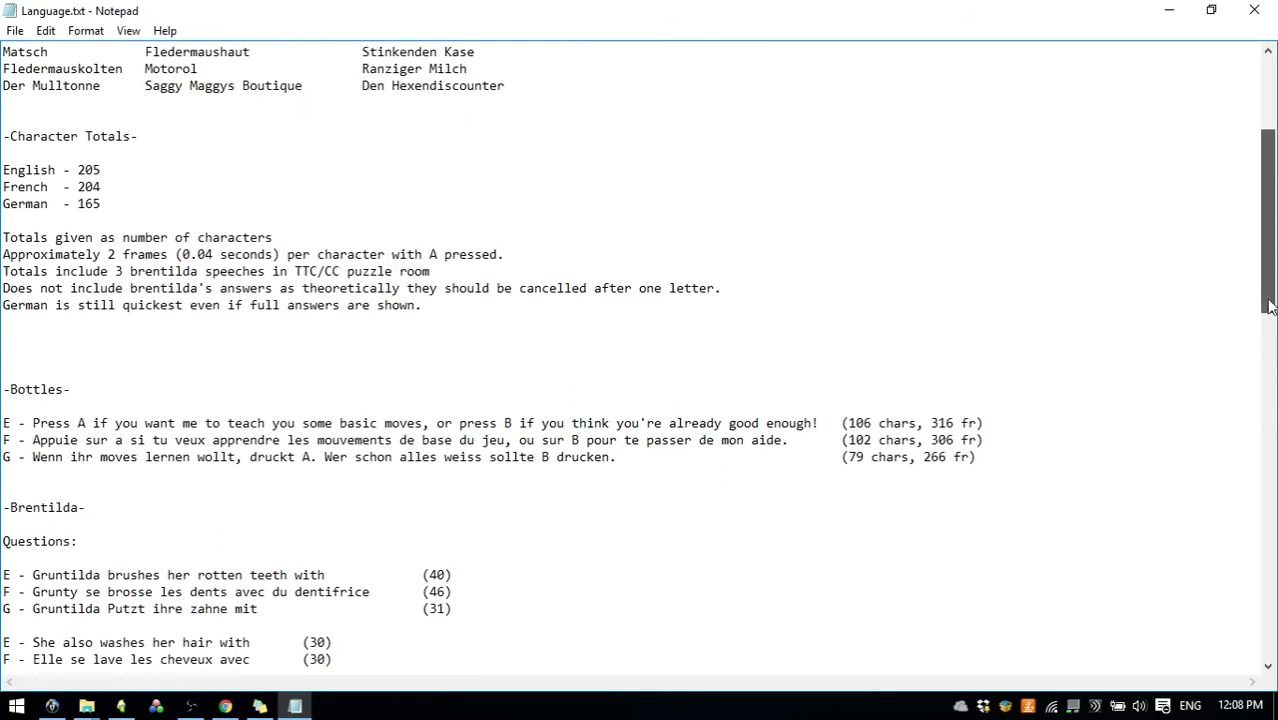 Language.txt - Notepad
File Edit Format View Help
Matsch Fledermaushaut Stinkenden Kase
Fledermauskolten Motorol Ranziger Milch
Der Mulltonne Saggy Maggys Boutique Den Hexendiscounter
-Character Totals-
English - 205
French - 204
German - 165
Totals given as number of characters
Approximately 2 frames (0.04 seconds) per character with A pressed.
Totals include 3 brentilda speeches in TTC/CC puzzle room
Does not include brentilda's answers as theoretically they should be cancelled after one letter.
German is still quickest even if full answers are shown.
-Bottles-
E - Press A if you want me to teach you some basic moves, or press B if you think you're already good enough! (106 chars, 316 fr)
F - Appuie sur a si tu veux apprendre les mouvements de base du jeu, ou sur B pour te passer de mon aide. (102 chars, 306 fr)
G - Wenn ihr moves lernen wollt, druckt A. Wer schon alles weiss sollte B drucken. (79 chars, 266 fr)
-Brentilda-
Questions:
E - Gruntilda brushes her rotten teeth with (40)
F - Grunty se brosse les dents avec du dentifrice (46)
G - Gruntilda Putzt ihre zahne mit (31)
E - She also washes her hair with (30)
F - Elle se lave les cheveux avec (30)
ENG 12:08 PM